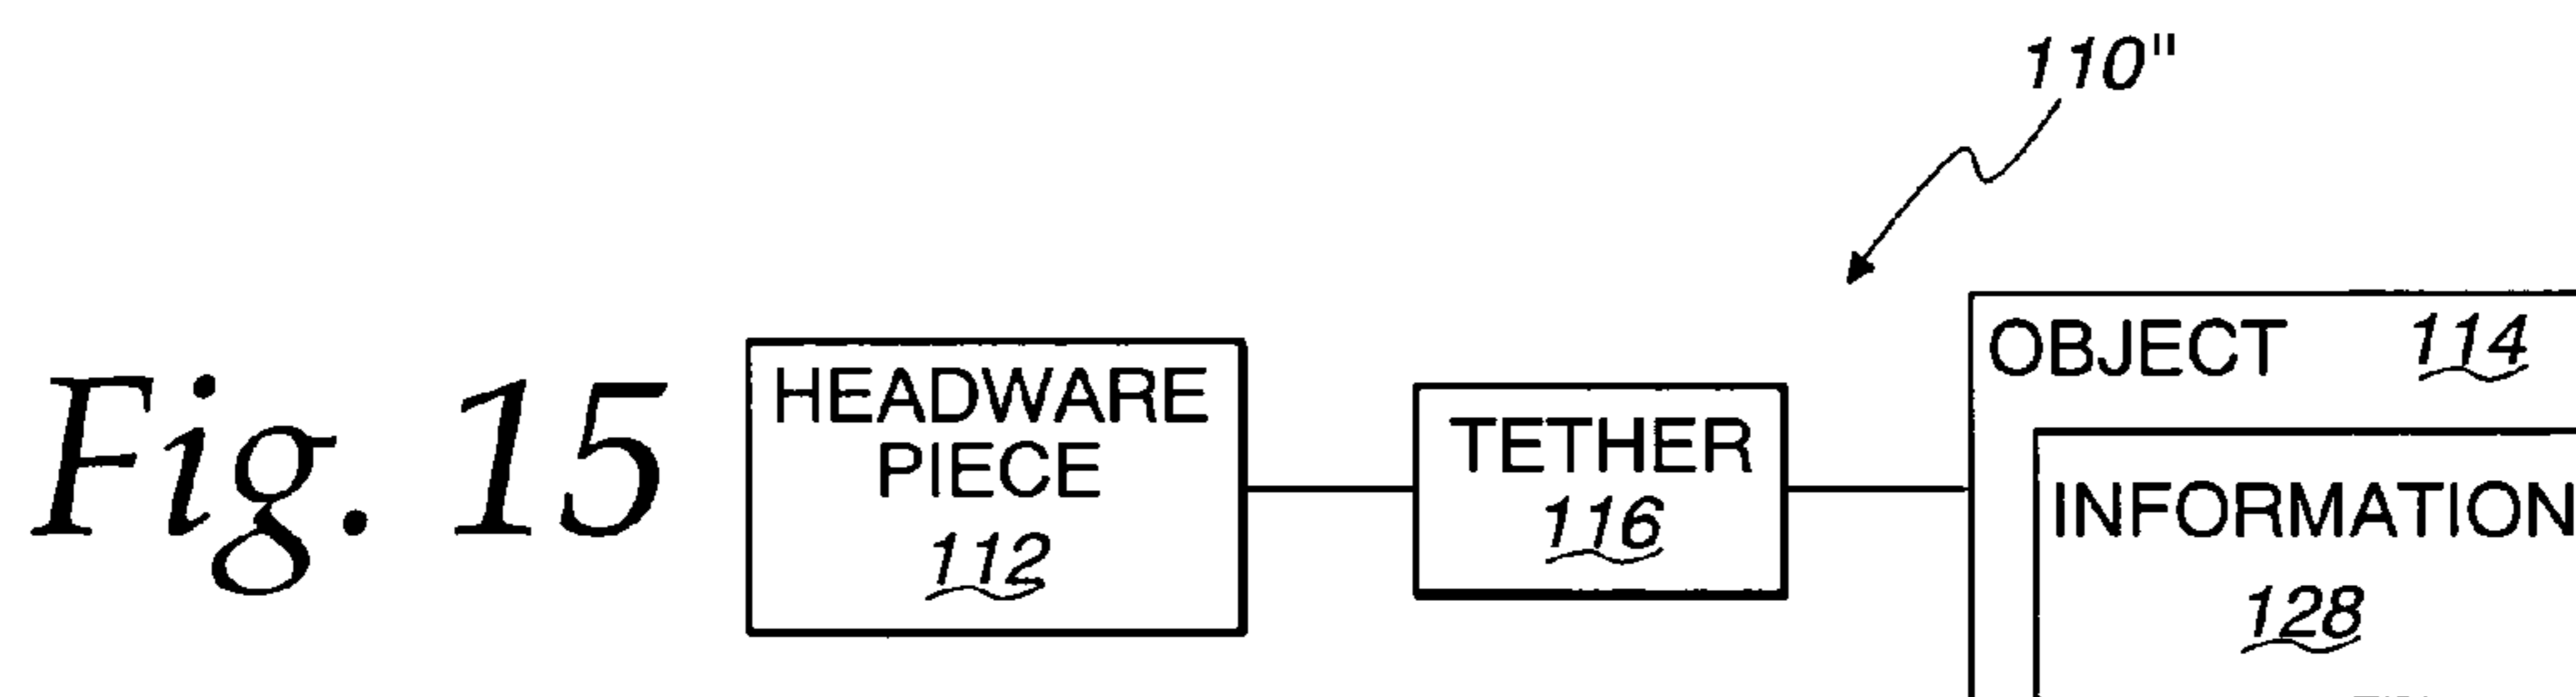 110"
Fig. 15
HEADWARE
PIECE
112
TETHER
116
OBJECT 114
INFORMATION
128